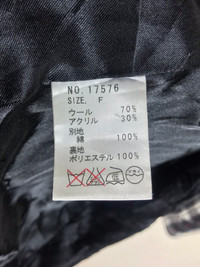 NO. 17576
SIZE. F
ウール 70%
アクリル 30%
別地
綿 100%
裏地
ポリエステル 100%